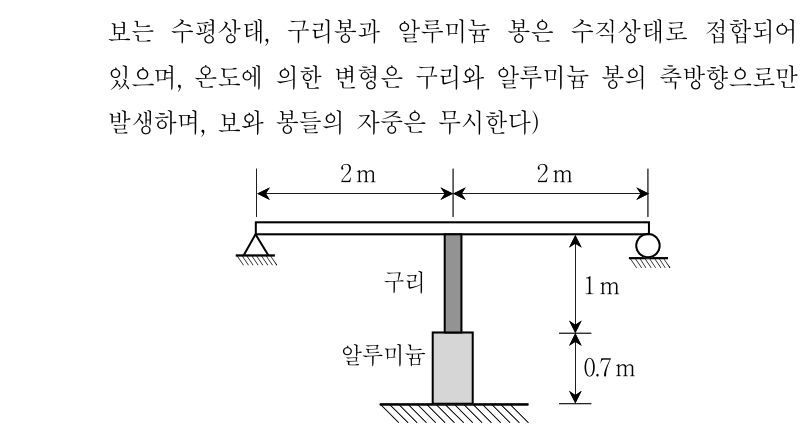 보는 수평상태, 구리봉과 알루미늄 봉은 수직상태로 접합되어
있으며, 온도에 의한 변형은 구리와 알루미늄 봉의 축방향으로만
발생하며, 보와 봉들의 자중은 무시한다)
2 m 2 m
구리
1 m
알루미늄
0.7 m